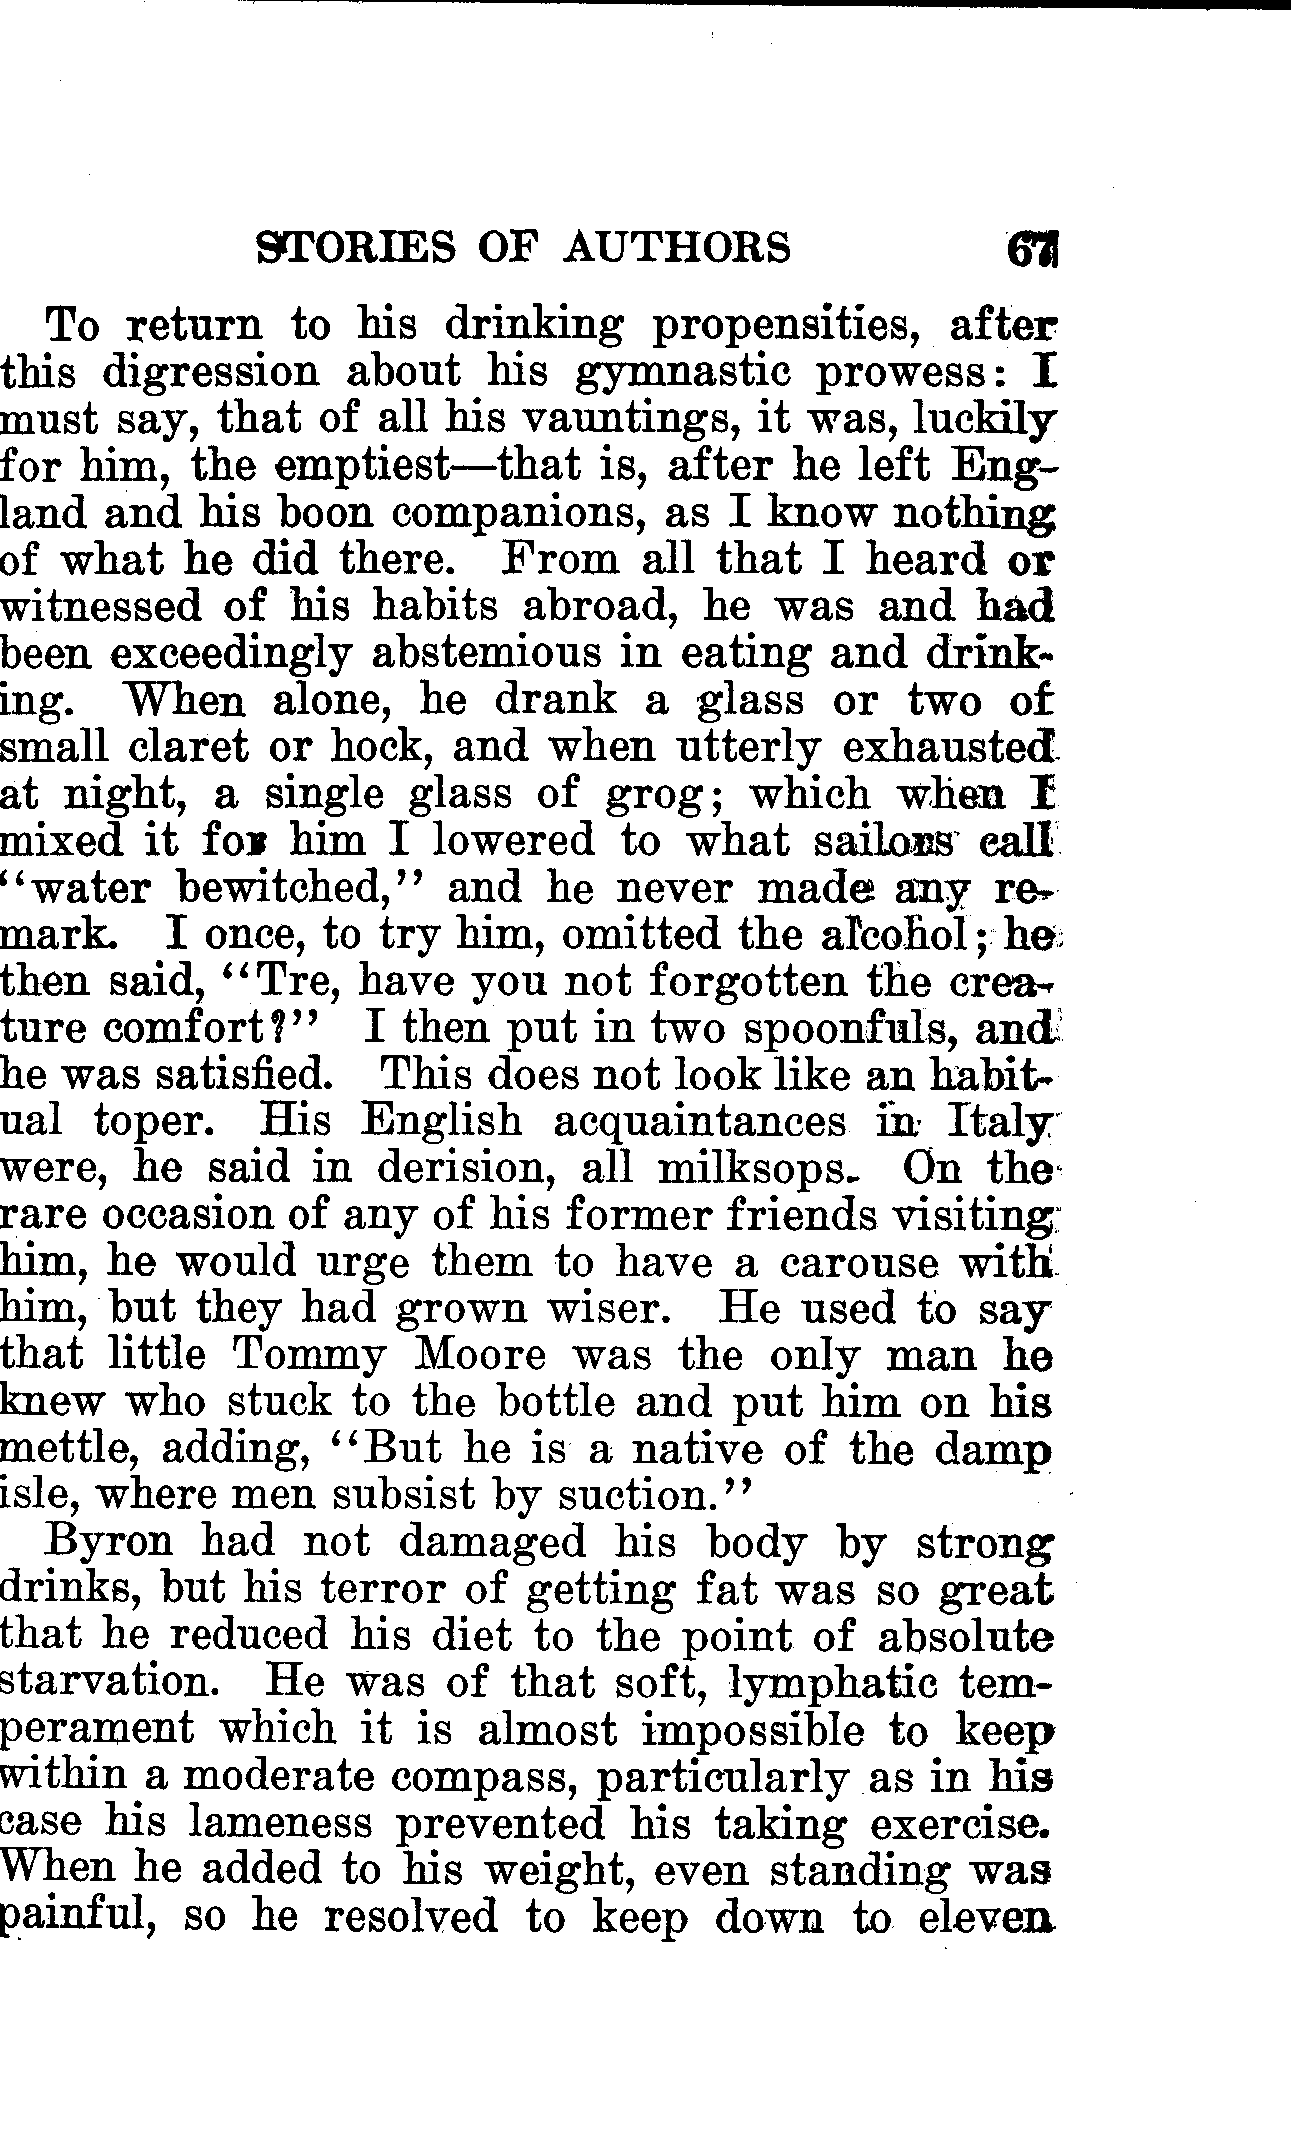 STORIES OF AUTHORS 67
To return to his drinking propensities, after
this digression about his gymnastic prowess: I
must say, that of all his vauntings, it was, luckily
for him, the emptiest—that is, after he left Eng-
land and his boon companions, as I know nothing
of what he did there. From all that I heard or
witnessed of his habits abroad, he was and had
been exceedingly abstemious in eating and drink-
ing. When alone, he drank a glass or two of
small claret or hock, and when utterly exhausted
at night, a single glass of grog; which when I
mixed it for him I lowered to what sailors call
"water bewitched," and he never made any re-
mark. I once, to try him, omitted the alcohol; he
then said, "Tre, have you not forgotten the crea-
ture comfort?" I then put in two spoonfuls, and
he was satisfied. This does not look like an habit-
ual toper. His English acquaintances in Italy
were, he said in derision, all milksops. On the
rare occasion of any of his former friends visiting
him, he would urge them to have a carouse with
him, but they had grown wiser. He used to say
that little Tommy Moore was the only man he
knew who stuck to the bottle and put him on his
mettle, adding, "But he is a native of the damp
isle, where men subsist by suction."
Byron had not damaged his body by strong
drinks, but his terror of getting fat was so great
that he reduced his diet to the point of absolute
starvation. He was of that soft, lymphatic tem-
perament which it is almost impossible to keep
within a moderate compass, particularly as in his
case his lameness prevented his taking exercise.
When he added to his weight, even standing was
painful, so he resolved to keep down to eleven